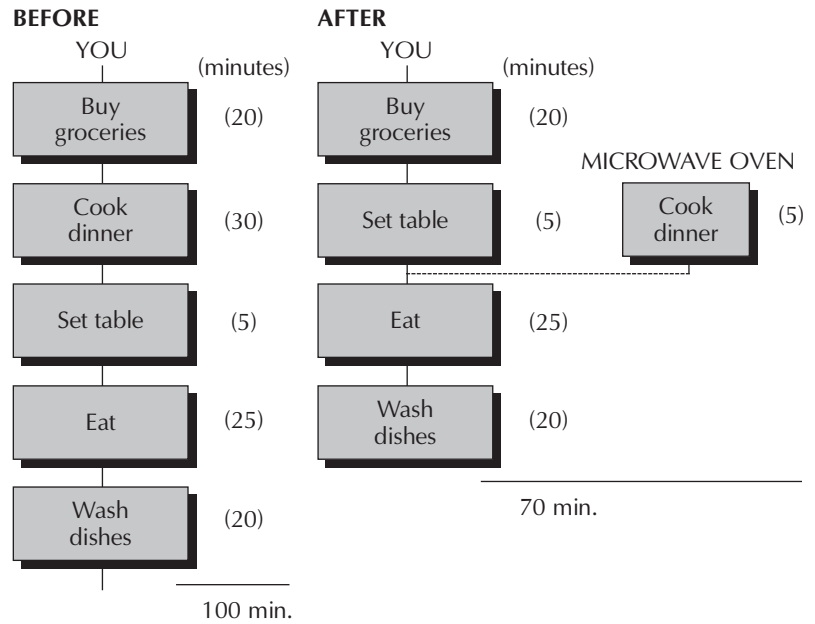 BEFORE
YOU
(minutes)
Buy
groceries
(20)
Cook
dinner
(30)
Set table
(5)
Eat
(25)
Wash
dishes
(20)
100 min.
AFTER
YOU
(minutes)
Buy
groceries
(20)
MICROWAVE OVEN
Set table
(5)
Cook
dinner
(5)
Eat
(25)
Wash
dishes
(20)
70 min.